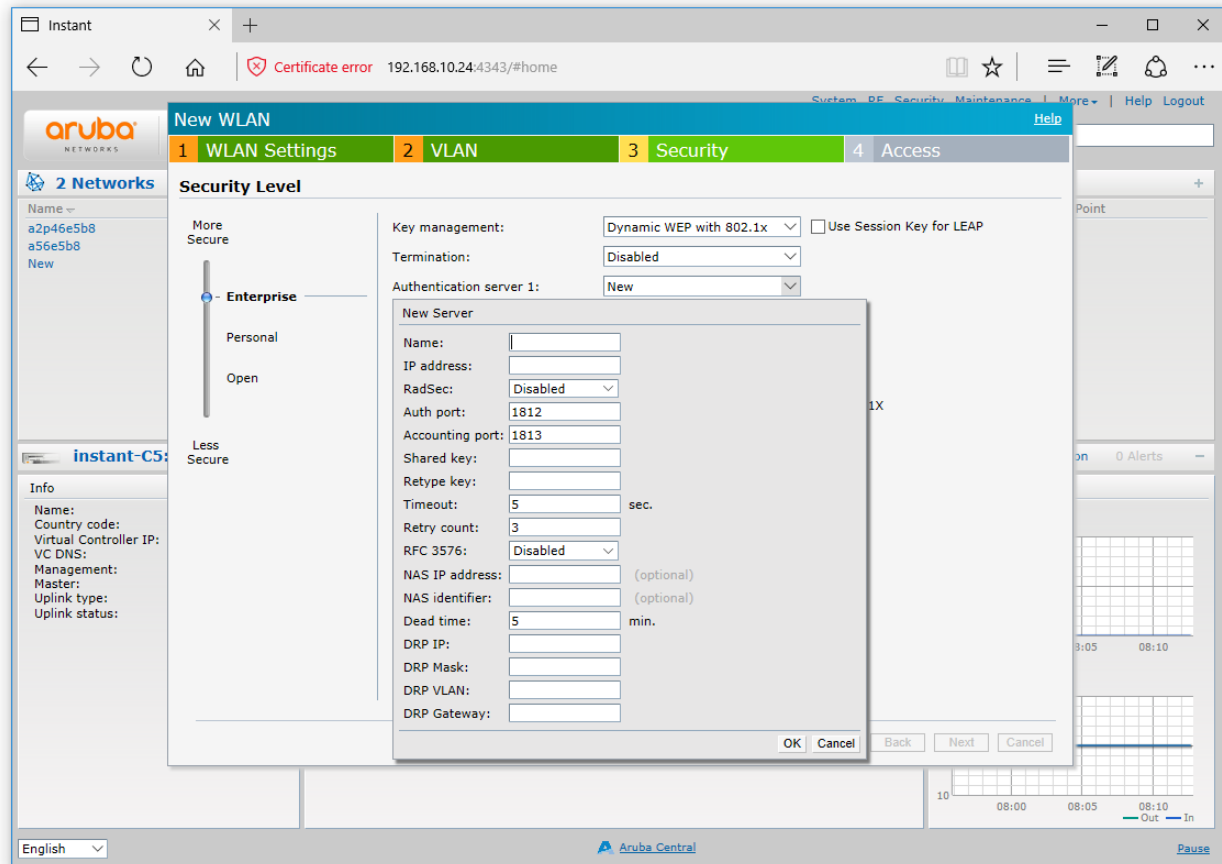 Instant
Certificate error 192.168.10.24:4343/#home
System RF Security Maintenance | More | Help Logout
aruba
NETWORKS
2 Networks
+
Name
Point
a2p46e5b8
a56e5b8
New
New WLAN
Help
1 WLAN Settings
2 VLAN
3 Security
4 Access
Security Level
More
Secure
Enterprise
Personal
Open
Less
Secure
Key management: Dynamic WEP with 802.1x Use Session Key for LEAP
Termination: Disabled
Authentication server 1: New
1X
New Server
Name:
IP address:
RadSec: Disabled
Auth port: 1812
Accounting port: 1813
Shared key:
Retype key:
Timeout: 5 sec.
Retry count: 3
RFC 3576: Disabled
NAS IP address: (optional)
NAS identifier: (optional)
Dead time: 5 min.
DRP IP:
DRP Mask:
DRP VLAN:
DRP Gateway:
OK Cancel
Back Next Cancel
instant-C5:
on 0 Alerts
Info
Name:
Country code:
Virtual Controller IP:
VC DNS:
Management:
Master:
Uplink type:
Uplink status:
3:05 08:10
10
08:00 08:05 08:10
Out In
English
Aruba Central
Pause